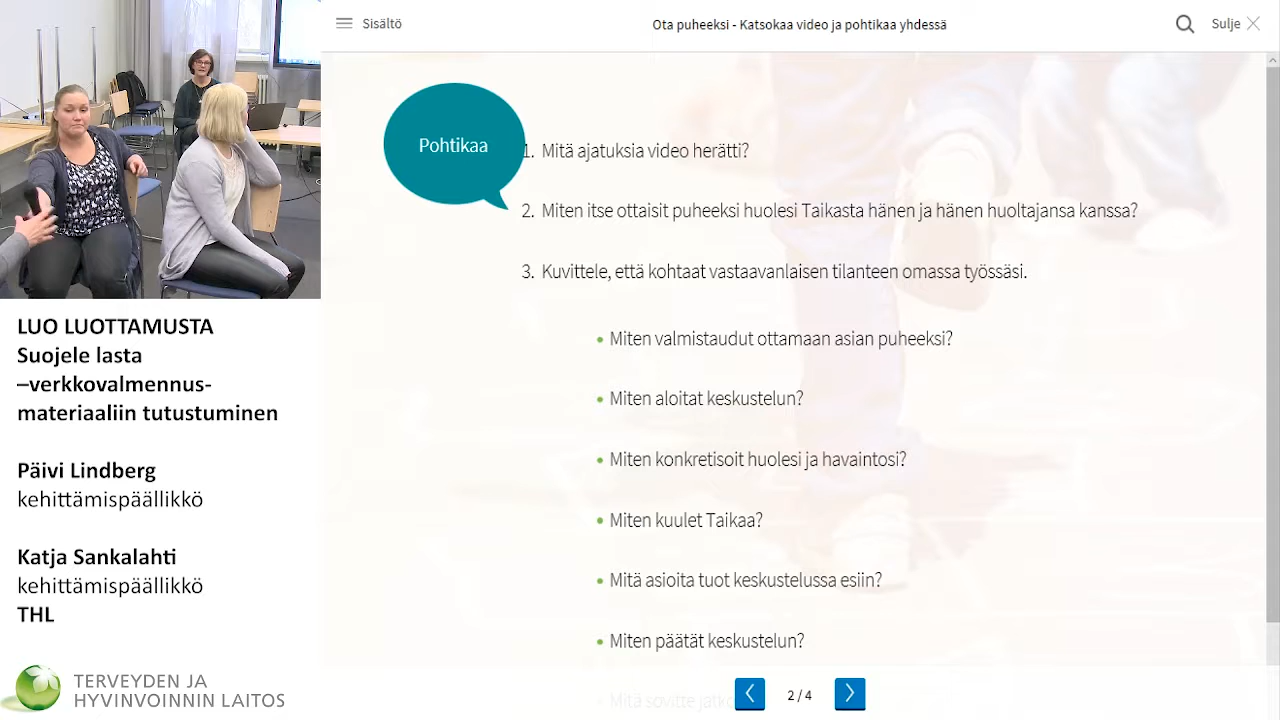 Sisältö
Ota puheeksi - Katsokaa video ja pohtikaa yhdessä
Sulje
Pohtikaa
1. Mitä ajatuksia video herätti?
2. Miten itse ottaisit puheeksi huolesi Taikasta hänen ja hänen huoltajansa kanssa?
3. Kuvittele, että kohtaat vastaavanlaisen tilanteen omassa työssäsi.
• Miten valmistaudut ottamaan asian puheeksi?
• Miten aloitat keskustelun?
• Miten konkretisoit huolesi ja havaintosi?
• Miten kuulet Taikaa?
• Mitä asioita tuot keskustelussa esiin?
• Miten päätät keskustelun?
Mitä sovitte
2 / 4
LUO LUOTTAMUSTA
Suojele lasta
–verkkovalmennus-
materiaaliin tutustuminen
Päivi Lindberg
kehittämispäällikkö
Katja Sankalahti
kehittämispäällikkö
THL
TERVEYDEN JA
HYVINVOINNIN LAITOS